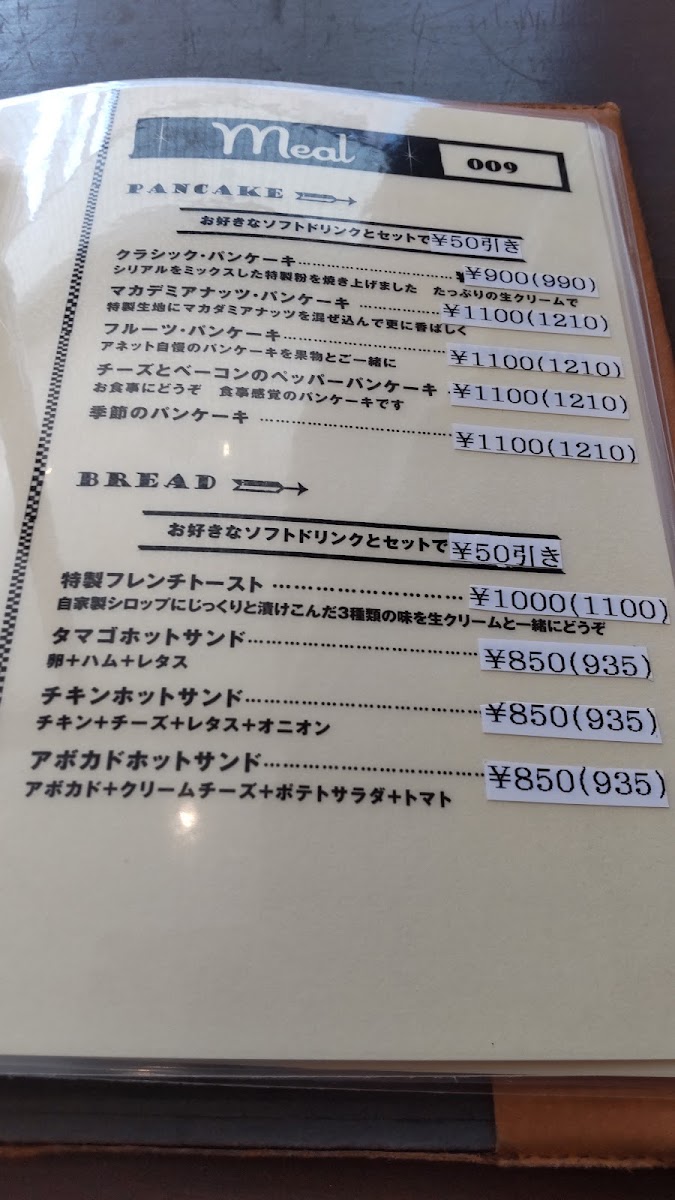 Meal
009
PANCAKE
お好きなソフトドリンクとセットで¥50引き
クラシック・パンケーキ……………………¥900(990)
シリアルをミックスした特製粉を焼き上げました たっぷりの生クリームで
マカデミアナッツ・パンケーキ …………¥1100(1210)
特製生地にマカダミアナッツを混ぜ込んで更に香ばしく
フルーツ・パンケーキ……………………¥1100(1210)
アネット自慢のパンケーキを果物とご一緒に
チーズとベーコンのペッパーパンケーキ ¥1100(1210)
お食事にどうぞ 食事感覚のパンケーキです
季節のパンケーキ ………………………¥1100(1210)
BREAD
お好きなソフトドリンクとセットで¥50引き
特製フレンチトースト ……………………¥1000(1100)
自家製シロップにじっくりと漬けこんだ3種類の味を生クリームと一緒にどうぞ
タマゴホットサンド…………………………¥850(935)
卵+ハム+レタス
チキンホットサンド…………………………¥850(935)
チキン+チーズ+レタス+オニオン
アボカドホットサンド………………………¥850(935)
アボカド+クリームチーズ+ポテトサラダ+トマト